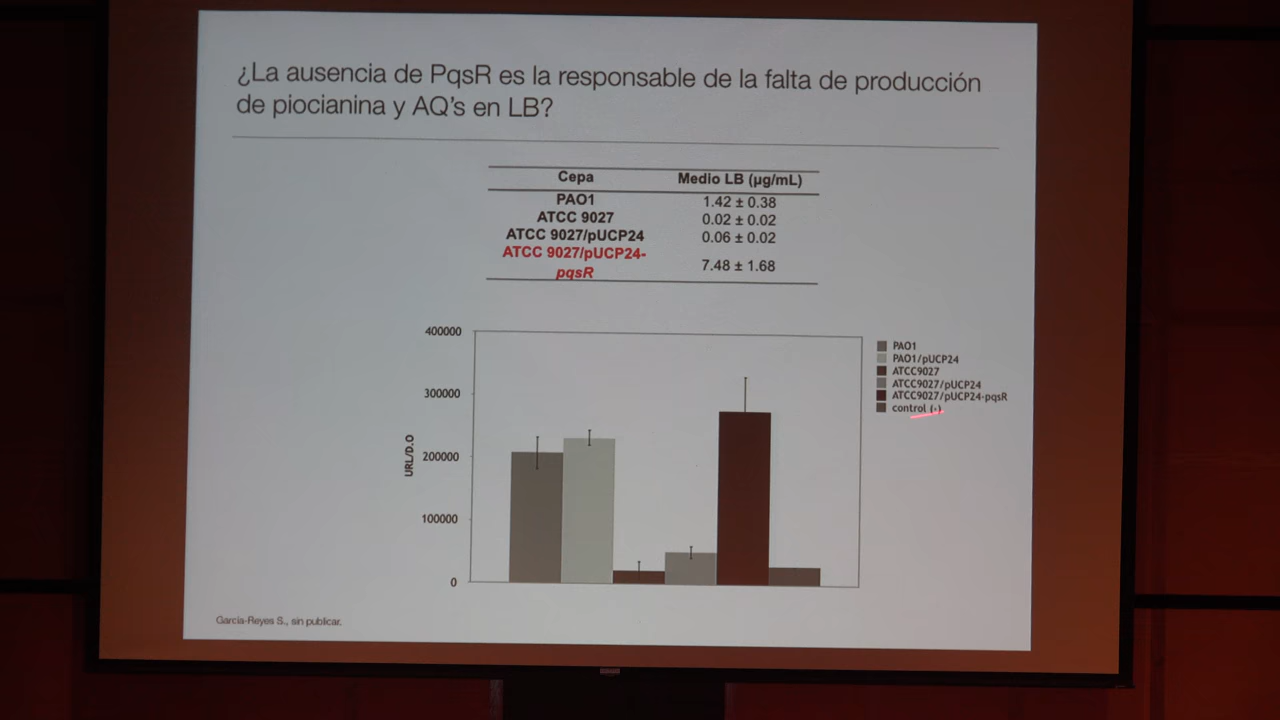 ¿La ausencia de PqsR es la responsable de la falta de producción
de piocianina y AQ's en LB?
Cepa Medio LB (µg/mL)
PAO1 1.42 ± 0.38
ATCC 9027 0.02 ± 0.02
ATCC 9027/pUCP24 0.06 ± 0.02
ATCC 9027/pUCP24-
pqsR 7.48 ± 1.68
400000
300000
200000
100000
0
URL/D.O
PAO1
PAO1/pUCP24
ATCC9027
ATCC9027/pUCP24
ATCC9027/pUCP24-pqsR
control (-)
García-Reyes S., sin publicar.